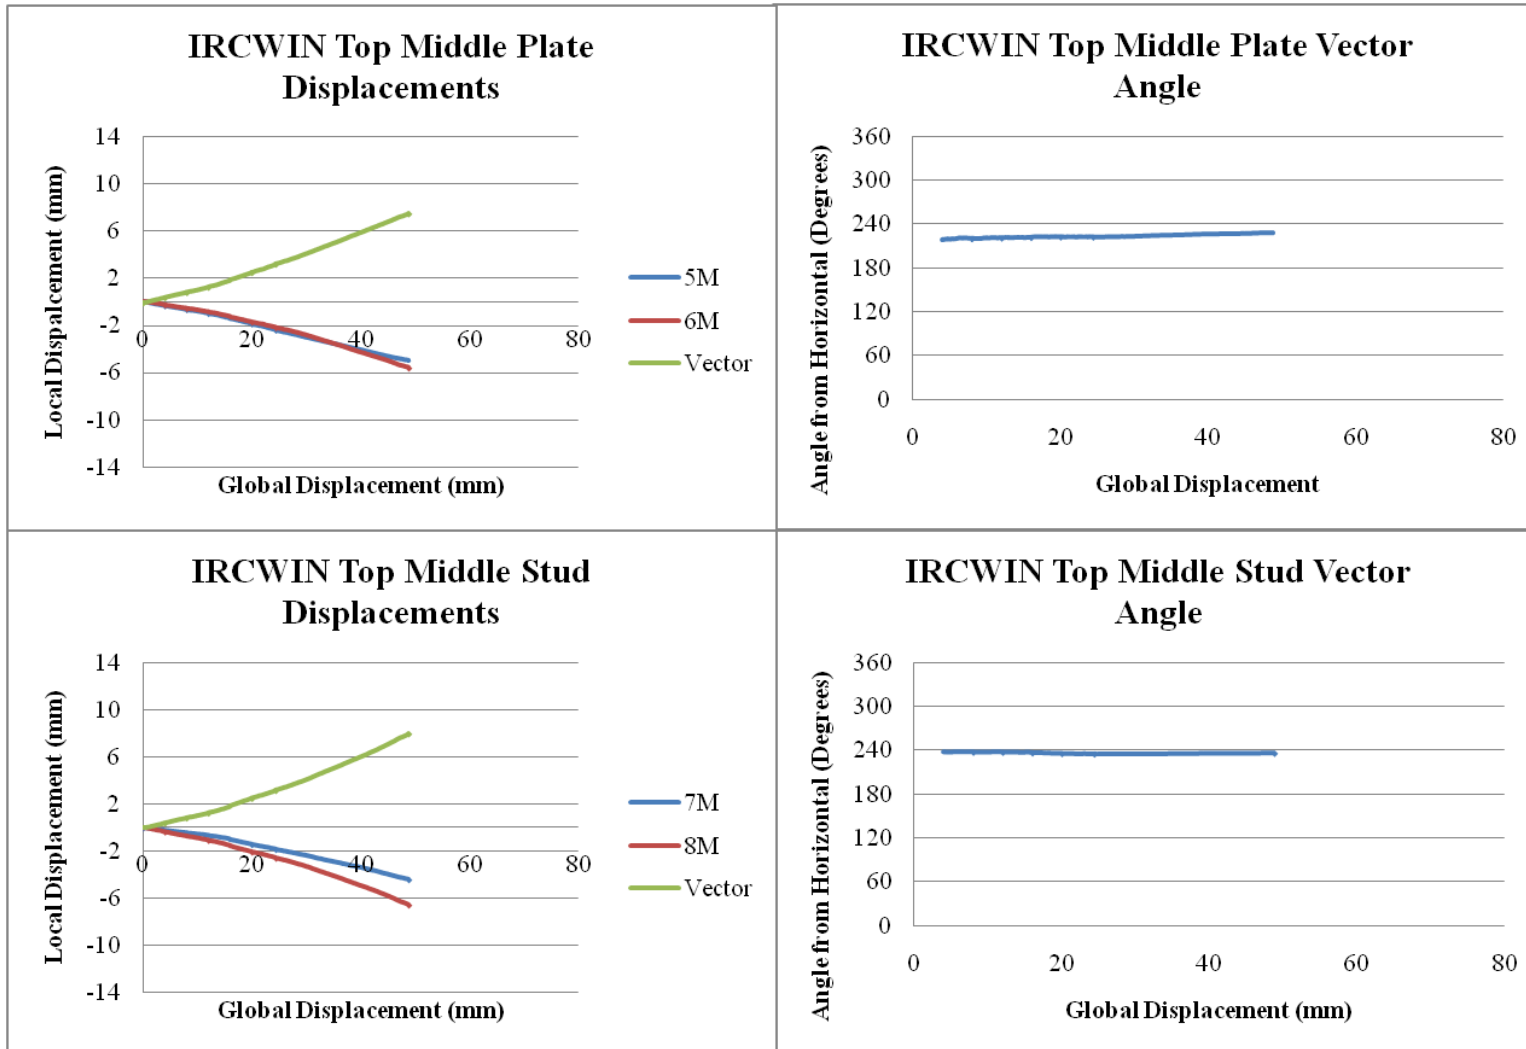 IRCWIN Top Middle Plate
Displacements
Local Dispalcement (mm)
14
10
6
2
-2
-6
-10
-14
0
20
40
60
80
Global Displacement (mm)
5M
6M
Vector
IRCWIN Top Middle Plate Vector
Angle
Angle from Horizontal (Degrees)
360
300
240
180
120
60
0
0
20
40
60
80
Global Displacement
IRCWIN Top Middle Stud
Displacements
Local Displacement (mm)
14
10
6
2
-2
-6
-10
-14
0
20
40
60
80
Global Displacement (mm)
7M
8M
Vector
IRCWIN Top Middle Stud Vector
Angle
Angle from Horizontal (Degrees)
360
300
240
180
120
60
0
0
20
40
60
80
Global Displacement (mm)